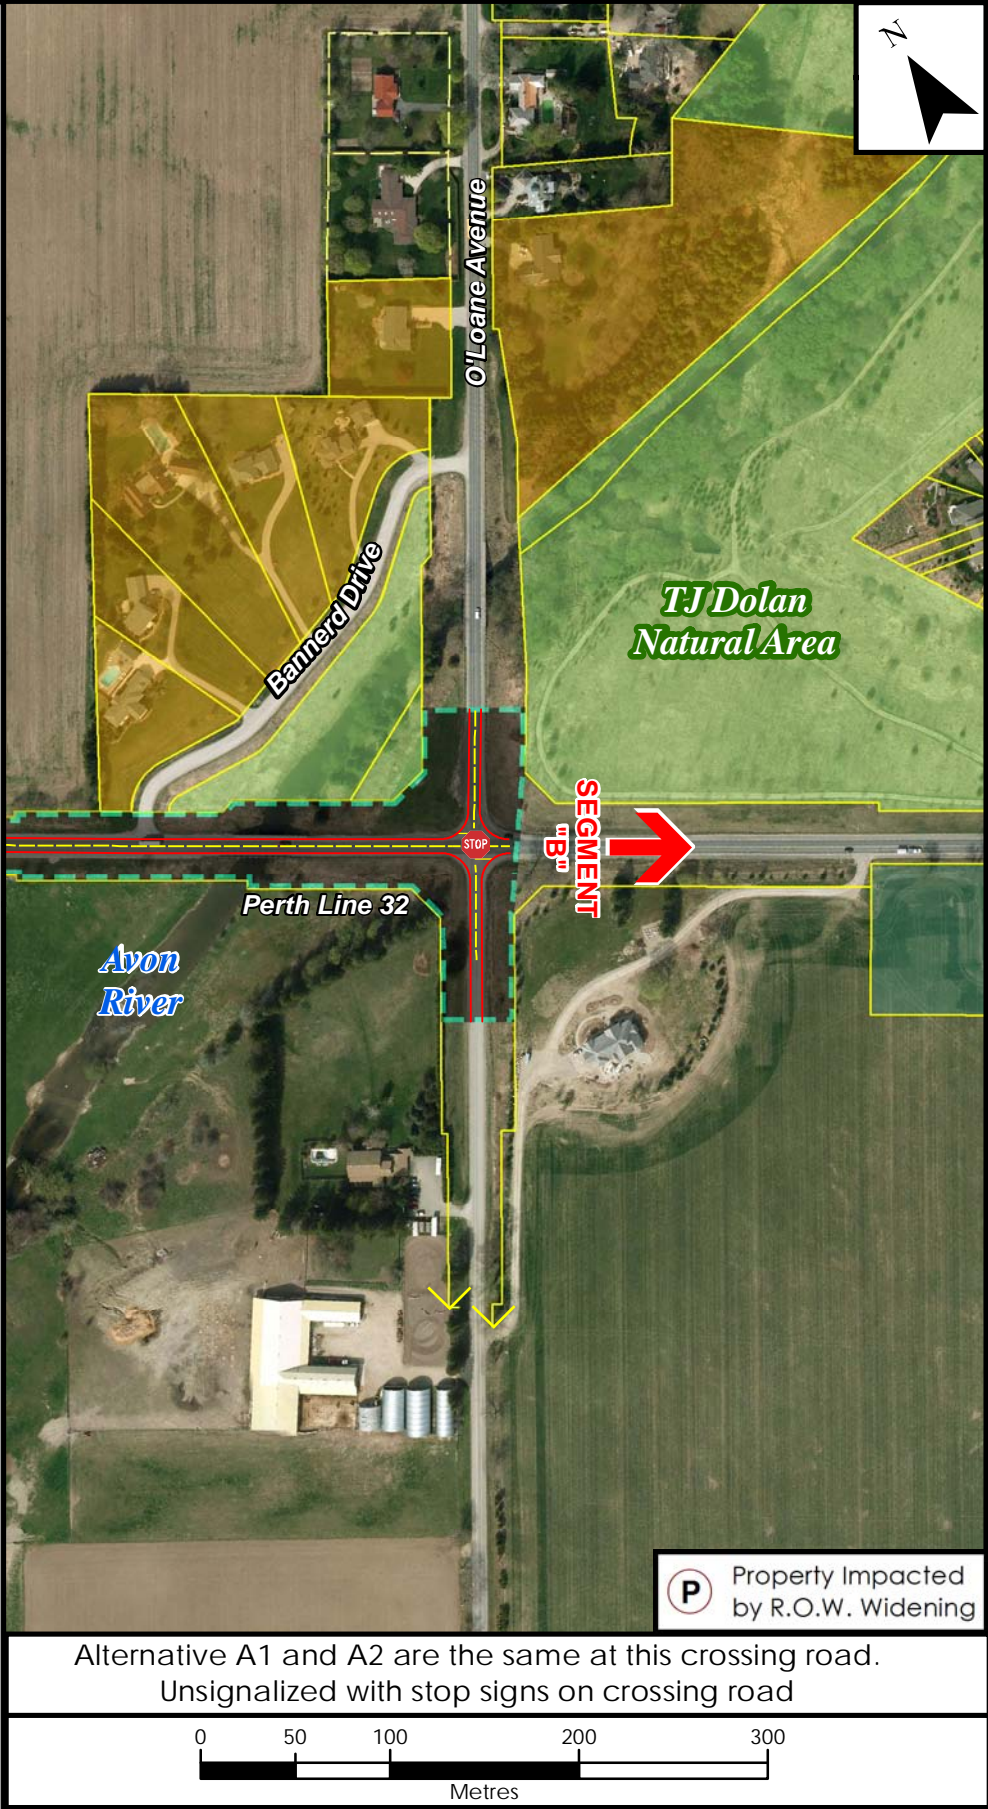 N
O'Loane Avenue
Bannerd Drive
TJ Dolan
Natural Area
SEGMENT
"B"
STOP
Perth Line 32
Avon
River
P
Property Impacted
by R.O.W. Widening
Alternative A1 and A2 are the same at this crossing road.
Unsignalized with stop signs on crossing road
0 50 100 200 300
Metres